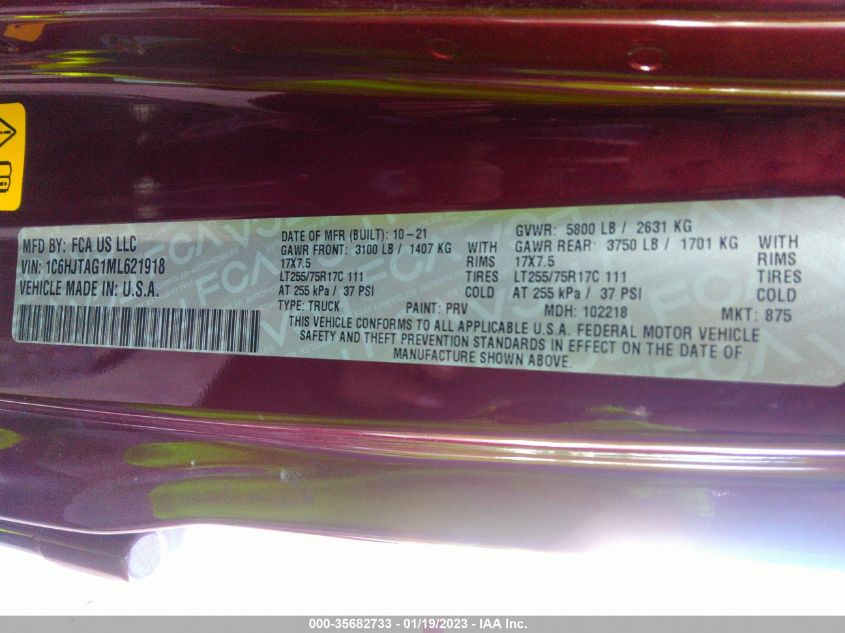 MFD BY: FCA US LLC
VIN: 1C6HJTAG1ML621918
VEHICLE MADE IN: U.S.A.
DATE OF MFR (BUILT): 10-21
GAWR FRONT: 3100 LB / 1407 KG WITH
17X7.5 RIMS
LT255/75R17C 111 TIRES
AT 255 kPa / 37 PSI COLD
GVWR: 5800 LB / 2631 KG
GAWR REAR: 3750 LB / 1701 KG WITH
17X7.5 RIMS
LT255/75R17C 111 TIRES
AT 255 kPa / 37 PSI COLD
TYPE: TRUCK PAINT: PRV MDH: 102218 MKT: 875
THIS VEHICLE CONFORMS TO ALL APPLICABLE U.S.A. FEDERAL MOTOR VEHICLE
SAFETY AND THEFT PREVENTION STANDARDS IN EFFECT ON THE DATE OF
MANUFACTURE SHOWN ABOVE.
000-35682733 - 01/19/2023 - IAA Inc.